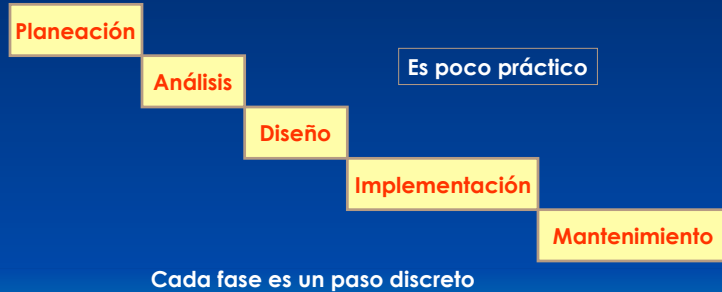 Planeación
Es poco práctico
Análisis
Diseño
Implementación
Mantenimiento
Cada fase es un paso discreto